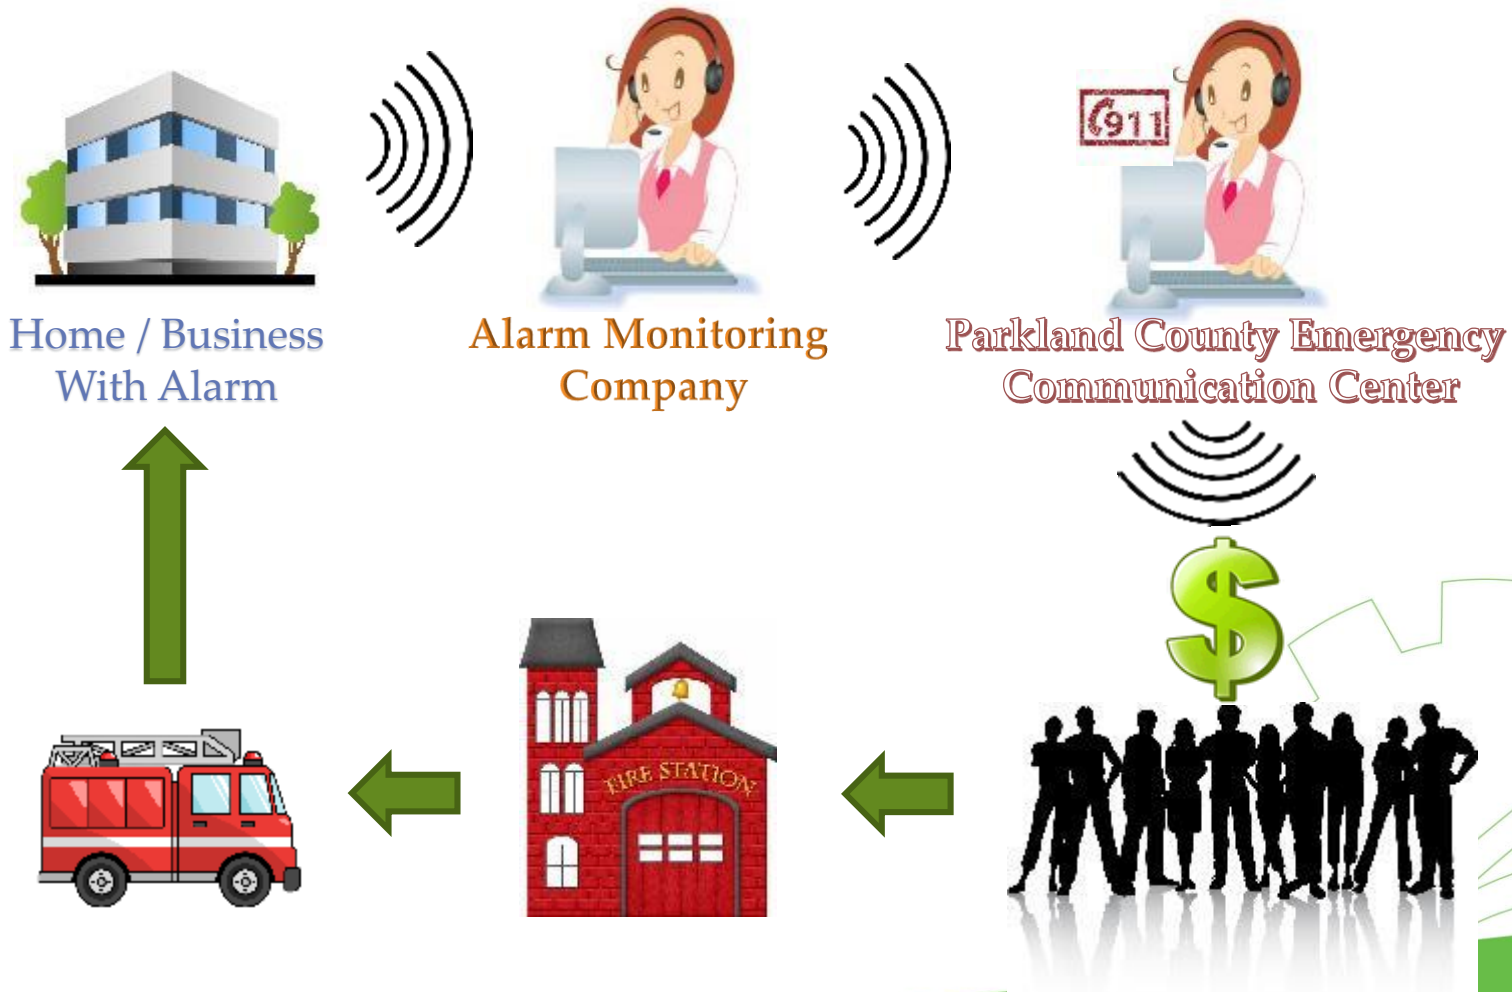 911
Home / Business
With Alarm
Alarm Monitoring
Company
Parkland County Emergency
Communication Center
$
FIRE STATION